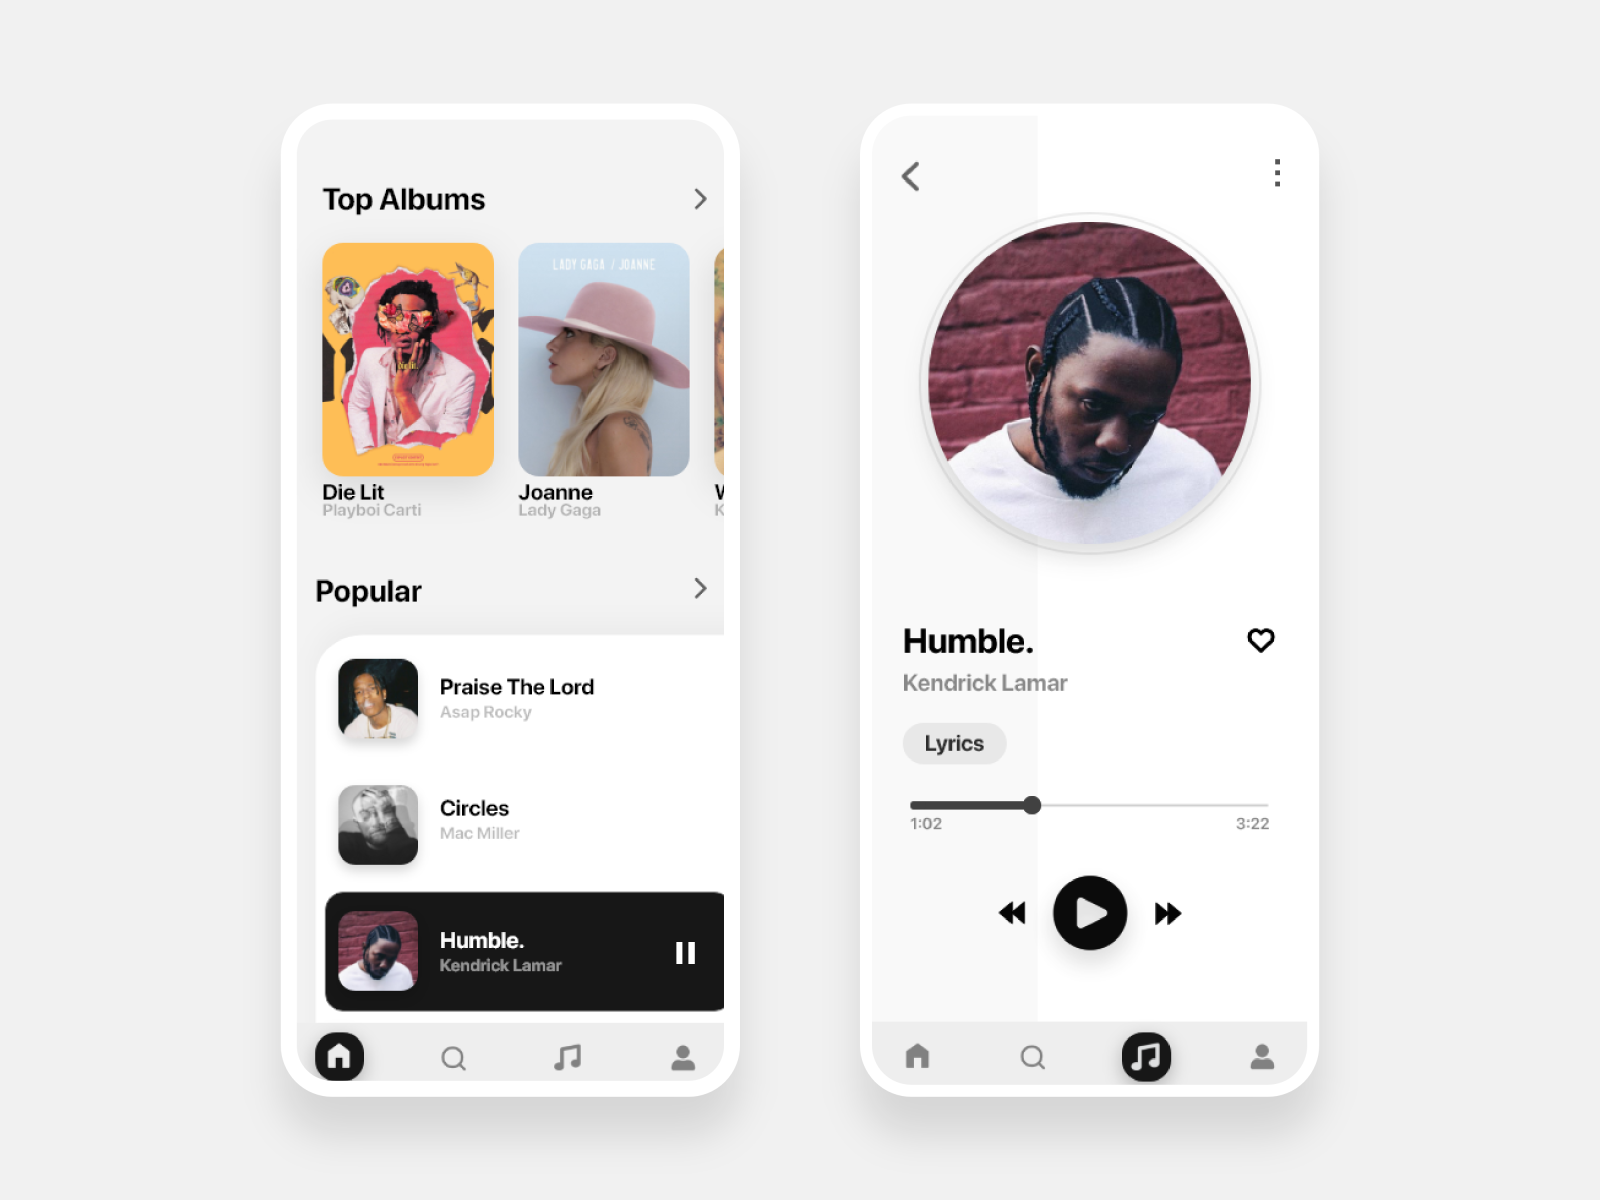 Top Albums
LADY GAGA / JOANNE
Die Lit
Playboi Carti
Joanne
Lady Gaga
Popular
Praise The Lord
Asap Rocky
Circles
Mac Miller
Humble.
Kendrick Lamar
Humble.
Kendrick Lamar
Lyrics
1:02
3:22